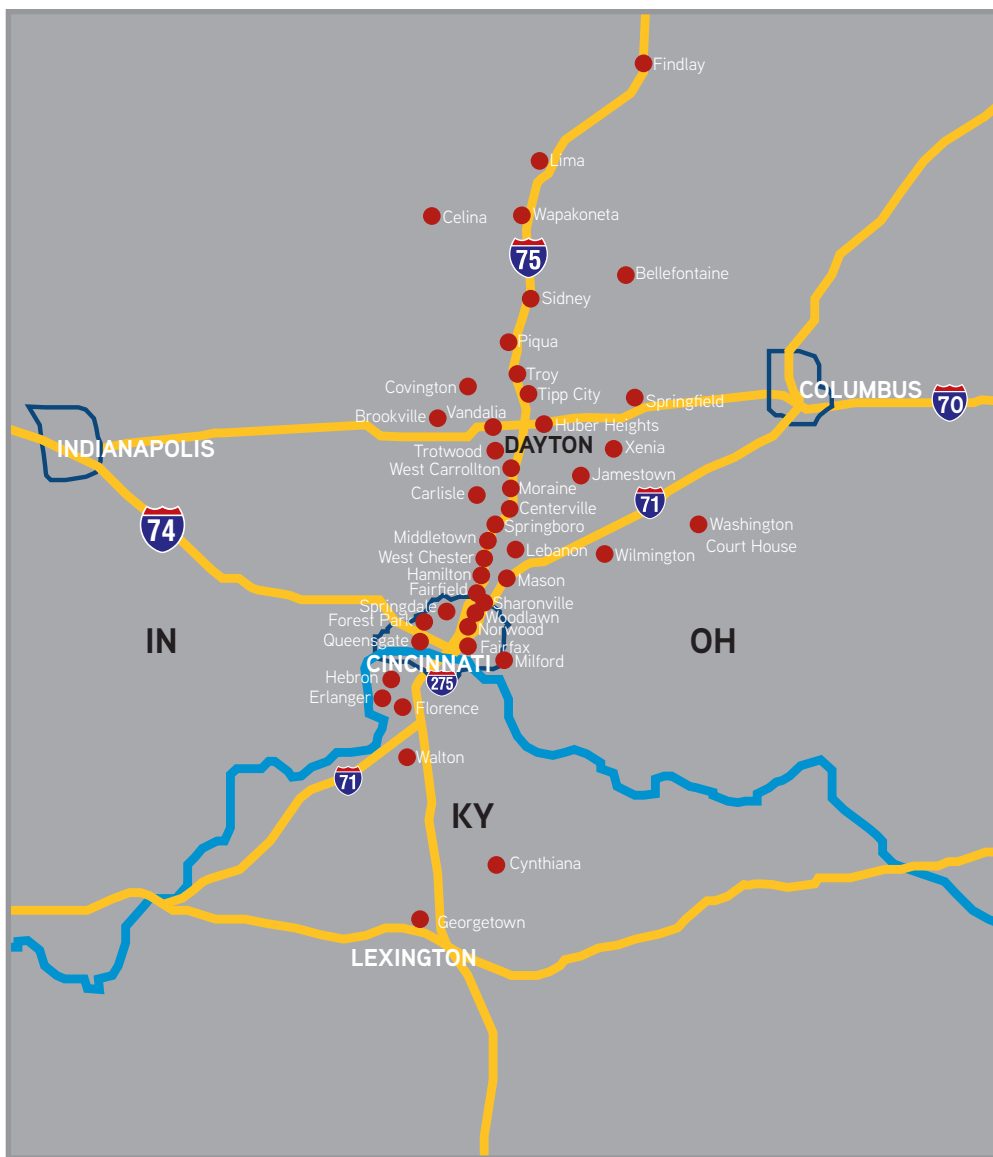 Findlay
Lima
Celina
Wapakoneta
75
Bellefontaine
Sidney
Piqua
Troy
Covington
Tipp City
COLUMBUS
Springfield
70
Brookville
Vandalia
Huber Heights
DAYTON
INDIANAPOLIS
Trotwood
Xenia
West Carrollton
Jamestown
Moraine
Carlisle
71
Centerville
74
Springboro
Washington
Court House
Middletown
Lebanon
Wilmington
West Chester
Hamilton
Mason
Fairfield
Sharonville
Springdale
Woodlawn
Forest Park
Norwood
IN
OH
Queensgate
Fairfax
CINCINNATI
Milford
Hebron
275
Erlanger
Florence
Walton
71
KY
Cynthiana
Georgetown
LEXINGTON